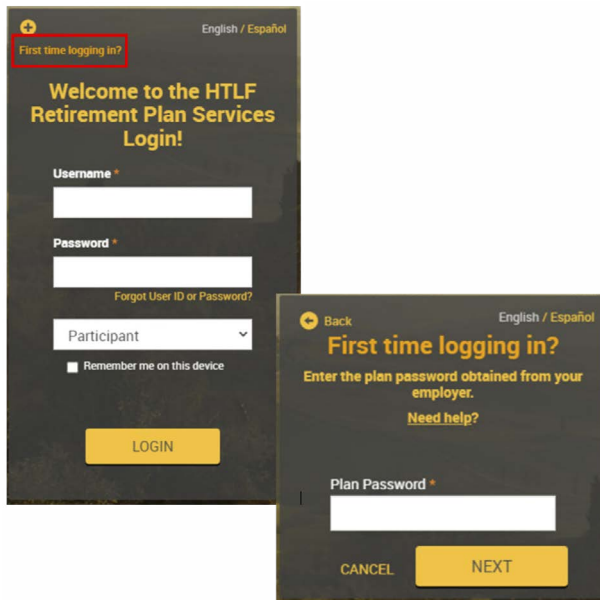 English / Español
First time logging in?
Welcome to the HTLF
Retirement Plan Services
Login!
Username *
Password *
Forgot User ID or Password?
Participant
Remember me on this device
LOGIN
Back
English / Español
First time logging in?
Enter the plan password obtained from your
employer.
Need help?
Plan Password *
CANCEL
NEXT